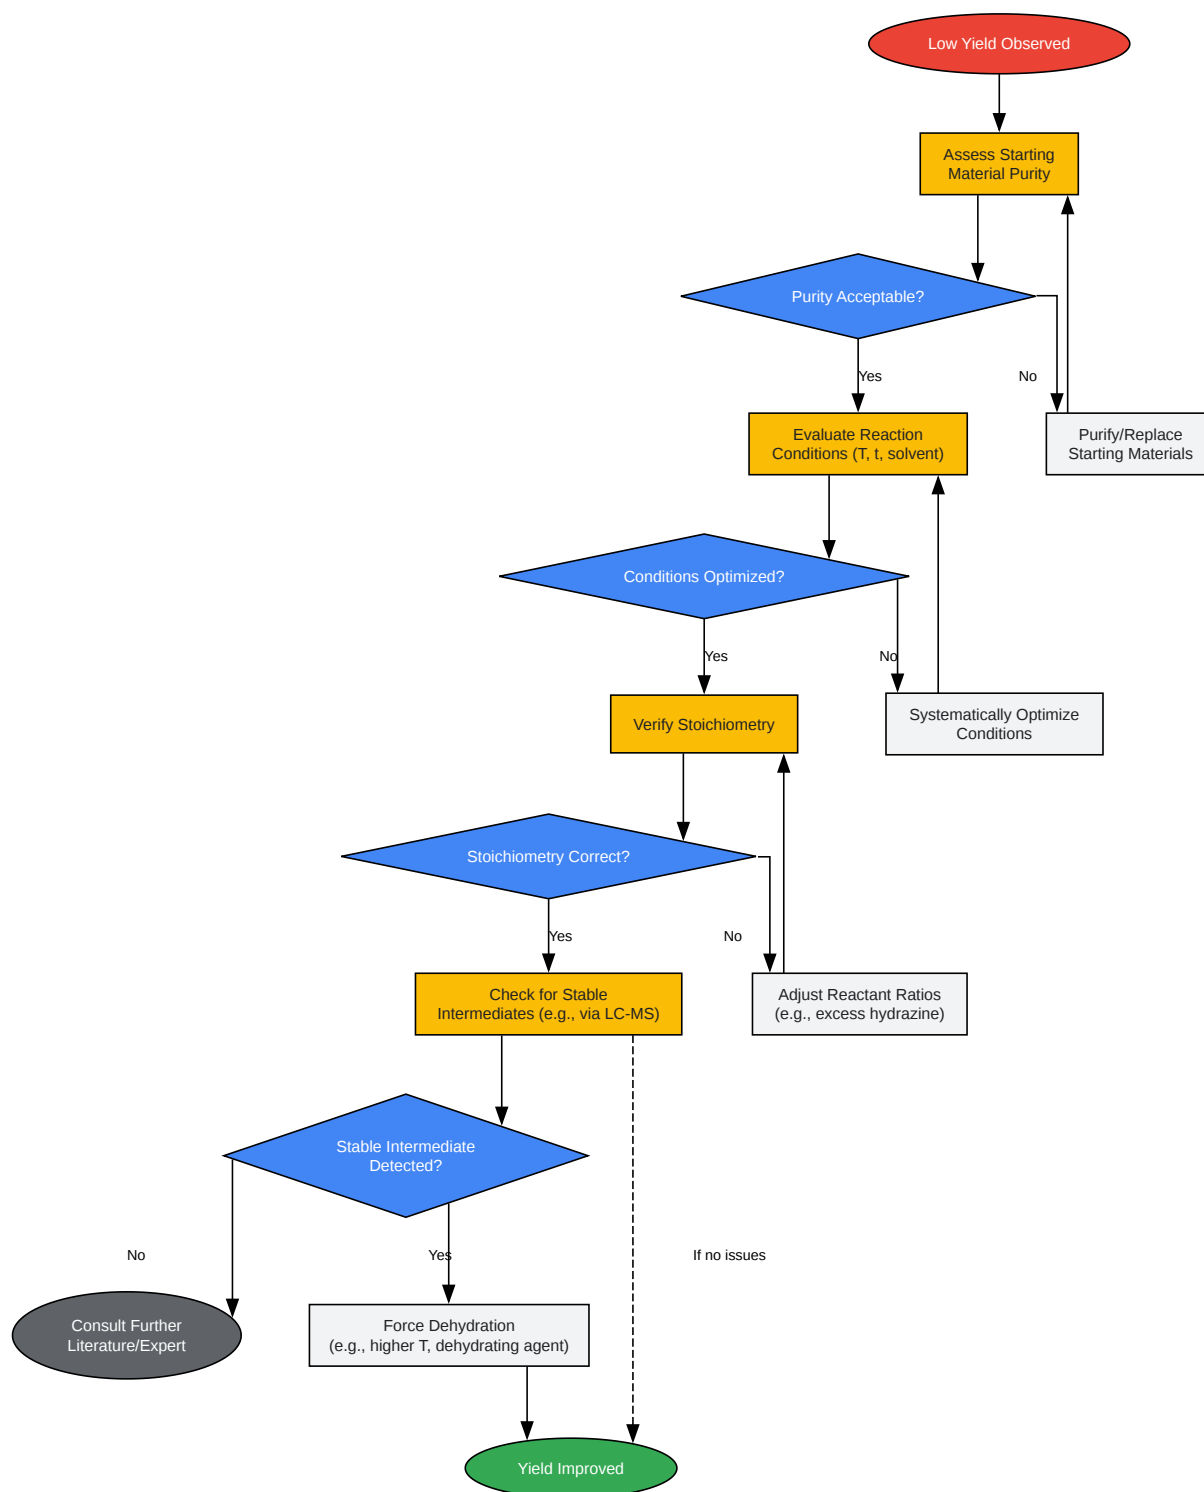 Low Yield Observed
Assess Starting
Material Purity
Purity Acceptable?
Yes
No
Evaluate Reaction
Conditions (T, t, solvent)
Purify/Replace
Starting Materials
Conditions Optimized?
Yes
No
Verify Stoichiometry
Systematically Optimize
Conditions
Stoichiometry Correct?
Yes
No
Check for Stable
Intermediates (e.g., via LC-MS)
Adjust Reactant Ratios
(e.g., excess hydrazine)
Stable Intermediate
Detected?
No
Yes
If no issues
Consult Further
Literature/Expert
Force Dehydration
(e.g., higher T, dehydrating agent)
Yield Improved